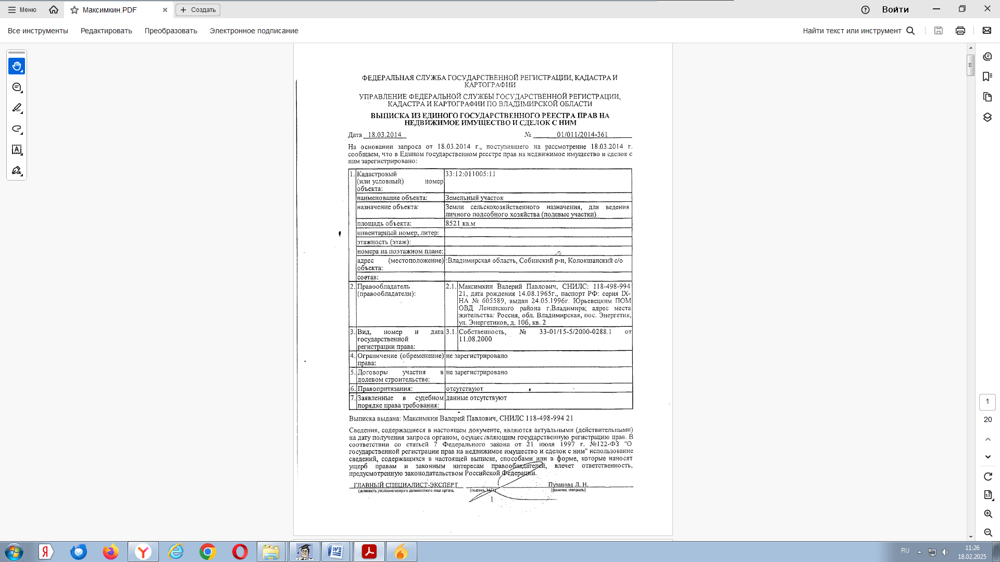 Меню
Максимкин.PDF
Создать
Войти
Все инструменты
Редактировать
Преобразовать
Электронное подписание
Найти текст или инструмент
ФЕДЕРАЛЬНАЯ СЛУЖБА ГОСУДАРСТВЕННОЙ РЕГИСТРАЦИИ, КАДАСТРА И
КАРТОГРАФИИ
УПРАВЛЕНИЕ ФЕДЕРАЛЬНОЙ СЛУЖБЫ ГОСУДАРСТВЕННОЙ РЕГИСТРАЦИИ,
КАДАСТРА И КАРТОГРАФИИ ПО ВЛАДИМИРСКОЙ ОБЛАСТИ
ВЫПИСКА ИЗ ЕДИНОГО ГОСУДАРСТВЕННОГО РЕЕСТРА ПРАВ НА
НЕДВИЖИМОЕ ИМУЩЕСТВО И СДЕЛОК С НИМ
Дата 18.03.2014 № 01/011/2014-361
На основании запроса от 18.03.2014 г., поступившего на рассмотрение 18.03.2014 г.
сообщаем, что в Едином государственном реестре прав на недвижимое имущество и сделок с
ним зарегистрировано:
1. Кадастровый 33:12:011005:11
(или условный) номер
объекта:
наименование объекта: Земельный участок
назначение объекта: Земли сельскохозяйственного назначения, для ведения
личного подсобного хозяйства (полевые участки)
площадь объекта: 8521 кв.м
инвентарный номер, литер:
этажность (этаж):
номера на поэтажном плане:
адрес (местоположение) :Владимирская область, Собинский р-н, Колокшанский с/о
объекта:
состав:
2. Правообладатель 2.1. Максимкин Валерий Павлович, СНИЛС: 118-498-994
(правообладатели): 21, дата рождения 14.08.1965г., паспорт РФ: серия IX-
НА № 605589, выдан 24.05.1996г. Юрьевецким ПОМ
ОВД Ленинского района г.Владимира; адрес места
жительства: Россия, обл. Владимирская, пос. Энергетик,
ул. Энергетиков, д. 10б, кв. 2
3. Вид, номер и дата 3.1. Собственность, № 33-01/15-5/2000-0288.1 от
государственной 11.08.2000
регистрации права:
4. Ограничение (обременение) не зарегистрировано
права:
5. Договоры участия в не зарегистрировано
долевом строительстве:
6. Правопритязания: отсутствуют
7. Заявленные в судебном данные отсутствуют
порядке права требования:
Выписка выдана: Максимкин Валерий Павлович, СНИЛС 118-498-994 21
Сведения, содержащиеся в настоящем документе, являются актуальными (действительными)
на дату получения запроса органом, осуществляющим государственную регистрацию прав. В
соответствии со статьей 7 Федерального закона от 21 июля 1997 г. №122-ФЗ "О
государственной регистрации прав на недвижимое имущество и сделок с ним" использование
сведений, содержащихся в настоящей выписке, способами или в форме, которые наносят
ущерб правам и законным интересам правообладателей, влечет ответственность,
предусмотренную законодательством Российской Федерации.
ГЛАВНЫЙ СПЕЦИАЛИСТ-ЭКСПЕРТ Пузанова Л. Н.
(должность уполномоченного должностного лица органа, (подпись, М.П.) (фамилия, инициалы)
1
1
20
RU
11:26
18.02.2025